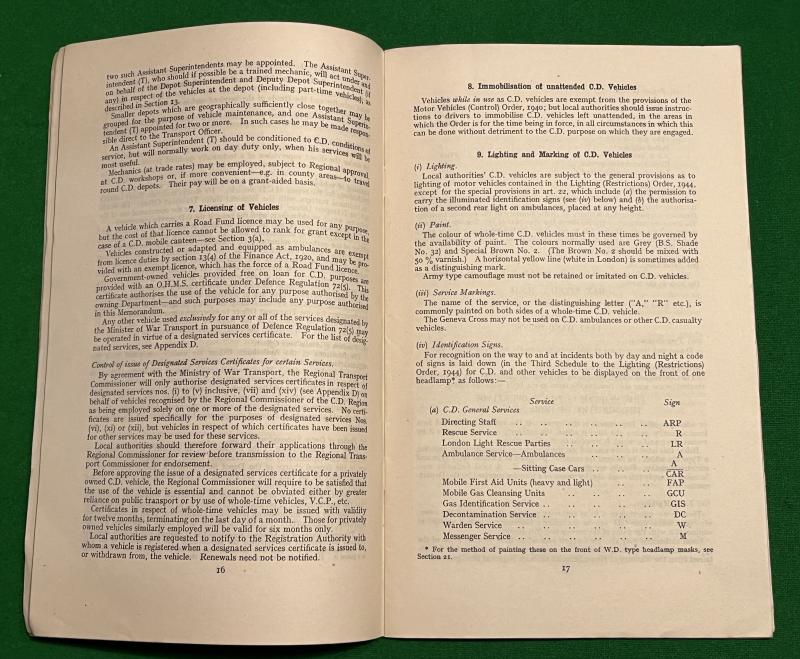 two such Assistant Superintendents may be appointed. The Assistant Super-
intendent (T), who should if possible be a trained mechanic, will act under and
on behalf of the Depot Superintendent and Deputy Depot Superintendent (if
any) in respect of the vehicles at the depot (including part-time vehicles), as
described in Section 13.
Smaller depots which are geographically sufficiently close together may be
grouped for the purpose of vehicle maintenance, and one Assistant Superin-
tendent (T) appointed for two or more. In such cases he may be made respon-
sible direct to the Transport Officer.
An Assistant Superintendent (T) should be conditioned to C.D. conditions of
service, but will normally work on day duty only, when his services will be
most useful.
Mechanics (at trade rates) may be employed, subject to Regional approval,
at C.D. workshops or, if more convenient—e.g. in county areas—to travel
round C.D. depots. Their pay will be on a grant-aided basis.
7. Licensing of Vehicles
A vehicle which carries a Road Fund licence may be used for any purpose,
but the cost of that licence cannot be allowed to rank for grant except in the
case of a C.D. mobile canteen—see Section 3(a).
Vehicles constructed or adapted and equipped as ambulances are exempt
from licence duties by section 13(4) of the Finance Act, 1920, and may be pro-
vided with an exempt licence, which has the force of a Road Fund licence.
Government-owned vehicles provided free on loan for C.D. purposes are
provided with an O.H.M.S. certificate under Defence Regulation 72(5). This
certificate authorises the use of the vehicle for any purpose authorised by the
owning Department—and such purposes may include any purpose authorised
in this Memorandum.
Any other vehicle used exclusively for any or all of the services designated by
the Minister of War Transport in pursuance of Defence Regulation 72(5) may
be operated in virtue of a designated services certificate. For the list of desig-
nated services, see Appendix D.
Control of issue of Designated Services Certificates for certain Services.
By agreement with the Ministry of War Transport, the Regional Transport
Commissioner will only authorise designated services certificates in respect of
designated services nos. (i) to (v) inclusive, (vii) and (xiv) (see Appendix D) on
behalf of vehicles recognised by the Regional Commissioner of the C.D. Region
as being employed solely on one or more of the designated services. No certi-
ficates are issued specifically for the purposes of designated services Nos.
(vi), (xi) or (xii), but vehicles in respect of which certificates have been issued
for other services may be used for these services.
Local authorities should therefore forward their applications through the
Regional Commissioner for review before transmission to the Regional Trans-
port Commissioner for endorsement.
Before approving the issue of a designated services certificate for a privately
owned C.D. vehicle, the Regional Commissioner will require to be satisfied that
the use of the vehicle is essential and cannot be obviated either by greater
reliance on public transport or by use of whole-time vehicles, V.C.P., etc.
Certificates in respect of whole-time vehicles may be issued with validity
for twelve months, terminating on the last day of a month. Those for privately
owned vehicles similarly employed will be valid for six months only.
Local authorities are requested to notify to the Registration Authority with
whom a vehicle is registered when a designated services certificate is issued to,
or withdrawn from, the vehicle. Renewals need not be notified.
16
8. Immobilisation of unattended C.D. Vehicles
Vehicles while in use as C.D. vehicles are exempt from the provisions of the
Motor Vehicles (Control) Order, 1940; but local authorities should issue instruc-
tions to drivers to immobilise C.D. vehicles left unattended, in the areas in
which the Order is for the time being in force, in all circumstances in which this
can be done without detriment to the C.D. purpose on which they are engaged.
9. Lighting and Marking of C.D. Vehicles
(i) Lighting.
Local authorities' C.D. vehicles are subject to the general provisions as to
lighting of motor vehicles contained in the Lighting (Restrictions) Order, 1944,
except for the special provisions in art. 22, which include (a) the permission to
carry the illuminated identification signs (see (iv) below) and (b) the authorisa-
tion of a second rear light on ambulances, placed at any height.
(ii) Paint.
The colour of whole-time C.D. vehicles must in these times be governed by
the availability of paint. The colours normally used are Grey (B.S. Shade
No. 32) and Special Brown No. 2. (The Brown No. 2 should be mixed with
50 % varnish.) A horizontal yellow line (white in London) is sometimes added
as a distinguishing mark.
Army type camouflage must not be retained or imitated on C.D. vehicles.
(iii) Service Markings.
The name of the service, or the distinguishing letter ("A," "R" etc.), is
commonly painted on both sides of a whole-time C.D. vehicle.
The Geneva Cross may not be used on C.D. ambulances or other C.D. casualty
vehicles.
(iv) Identification Signs.
For recognition on the way to and at incidents both by day and night a code
of signs is laid down (in the Third Schedule to the Lighting (Restrictions)
Order, 1944) for C.D. and other vehicles to be displayed on the front of one
headlamp* as follows:—
Service Sign
(a) C.D. General Services
Directing Staff .. .. .. .. .. .. ARP
Rescue Service .. .. .. .. .. .. R
London Light Rescue Parties .. .. .. .. LR
Ambulance Service—Ambulances .. .. .. A
—Sitting Case Cars .. .. .. A
CAR
Mobile First Aid Units (heavy and light) .. .. FAP
Mobile Gas Cleansing Units .. .. .. GCU
Gas Identification Service .. .. .. .. .. GIS
Decontamination Service .. .. .. .. .. DC
Warden Service .. .. .. .. .. .. W
Messenger Service .. .. .. .. .. .. M
* For the method of painting these on the front of W.D. type headlamp masks, see
Section 21.
17